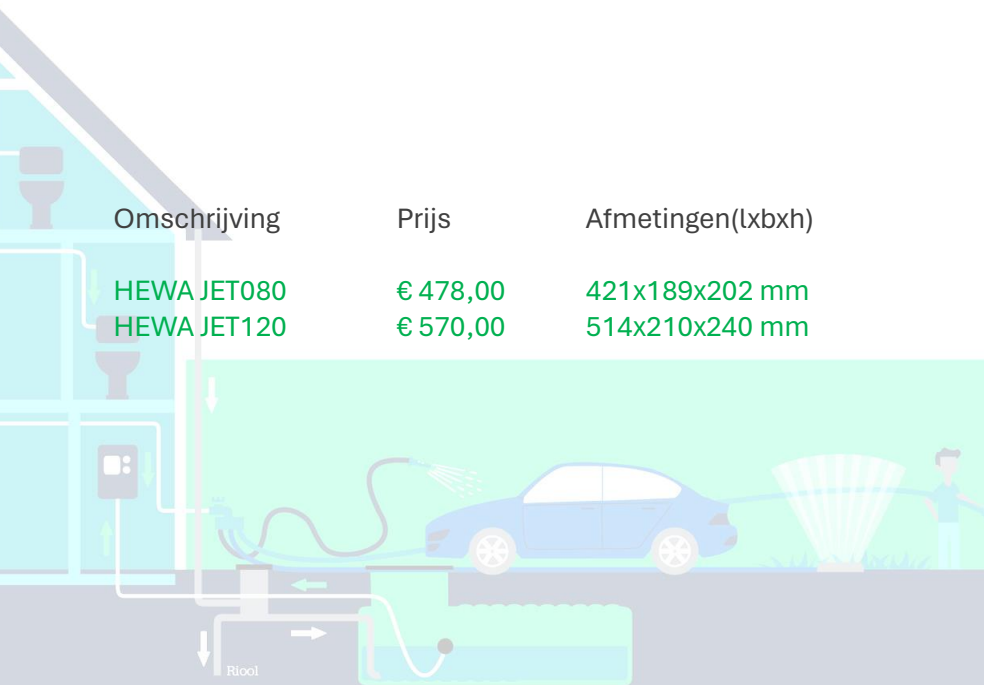 Omschrijving Prijs Afmetingen(lxbxh)
HEWA JET080 € 478,00 421x189x202 mm
HEWA JET120 € 570,00 514x210x240 mm
Riool